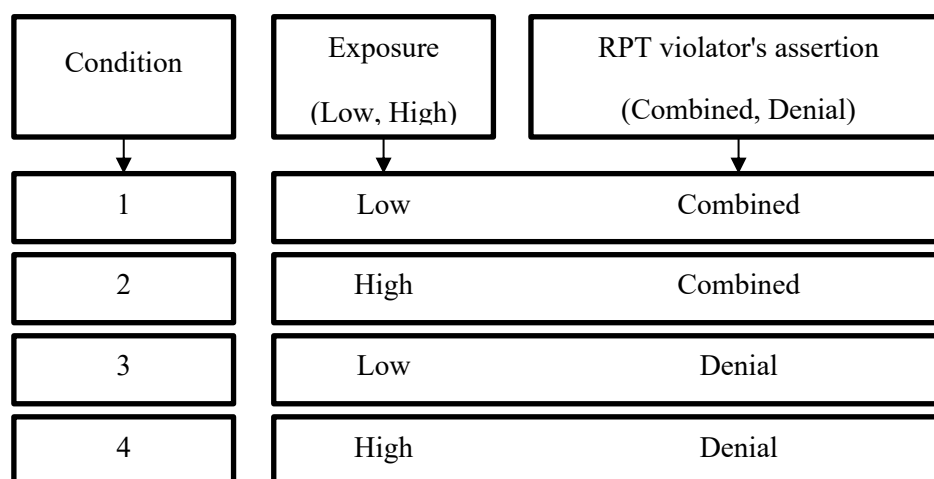 Condition
Exposure
(Low, High)
RPT violator's assertion
(Combined, Denial)
1 Low Combined
2 High Combined
3 Low Denial
4 High Denial